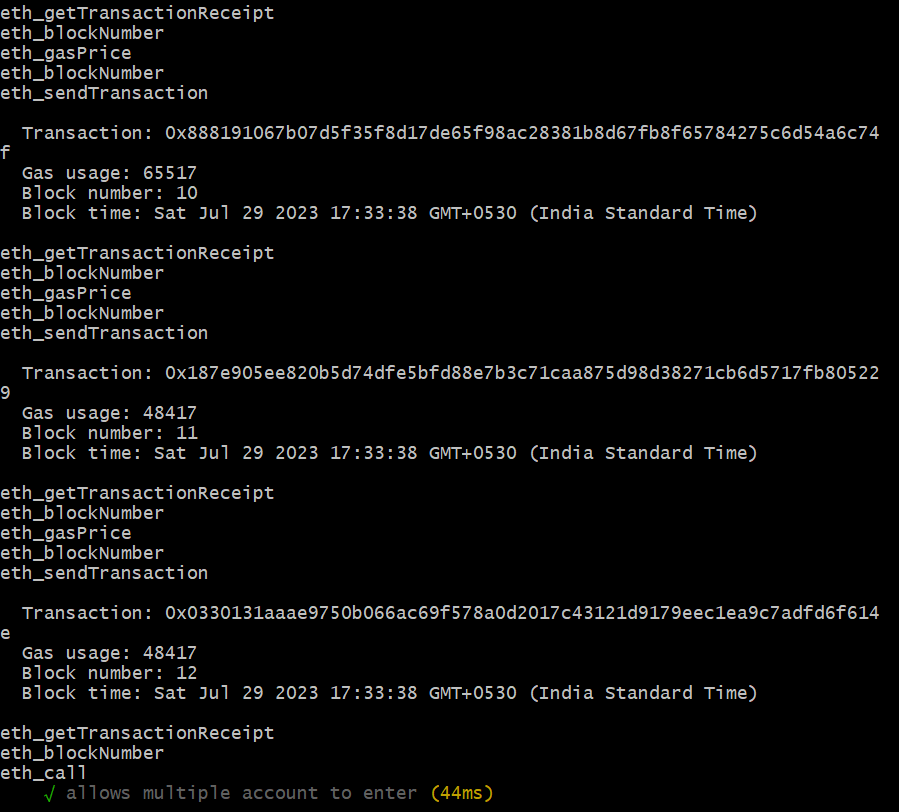 eth_getTransactionReceipt
eth_blockNumber
eth_gasPrice
eth_blockNumber
eth_sendTransaction
Transaction: 0x888191067b07d5f35f8d17de65f98ac28381b8d67fb8f65784275c6d54a6c74
f
Gas usage: 65517
Block number: 10
Block time: Sat Jul 29 2023 17:33:38 GMT+0530 (India Standard Time)
eth_getTransactionReceipt
eth_blockNumber
eth_gasPrice
eth_blockNumber
eth_sendTransaction
Transaction: 0x187e905ee820b5d74dfe5bfd88e7b3c71caa875d98d38271cb6d5717fb80522
9
Gas usage: 48417
Block number: 11
Block time: Sat Jul 29 2023 17:33:38 GMT+0530 (India Standard Time)
eth_getTransactionReceipt
eth_blockNumber
eth_gasPrice
eth_blockNumber
eth_sendTransaction
Transaction: 0x0330131aaae9750b066ac69f578a0d2017c43121d9179eec1ea9c7adfd6f614
e
Gas usage: 48417
Block number: 12
Block time: Sat Jul 29 2023 17:33:38 GMT+0530 (India Standard Time)
eth_getTransactionReceipt
eth_blockNumber
eth_call
√ allows multiple account to enter (44ms)